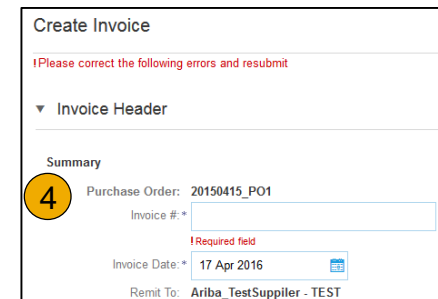 Create Invoice
!Please correct the following errors and resubmit
▼ Invoice Header
Summary
4
Purchase Order: 20150415_PO1
Invoice #:*
!Required field
Invoice Date:* 17 Apr 2016
Remit To: Ariba_TestSuppiler - TEST